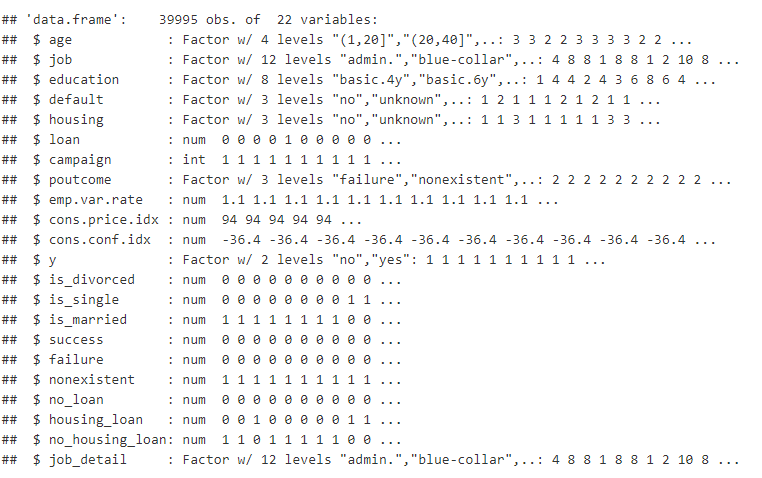 ## 'data.frame':    39995 obs. of  22 variables:
##  $ age            : Factor w/ 4 levels "(1,20]","(20,40]",..: 3 3 2 2 3 3 3 3 2 2 ...
##  $ job            : Factor w/ 12 levels "admin.","blue-collar",..: 4 8 8 1 8 8 1 2 10 8 ...
##  $ education      : Factor w/ 8 levels "basic.4y","basic.6y",..: 1 4 4 2 4 3 6 8 6 4 ...
##  $ default        : Factor w/ 3 levels "no","unknown",..: 1 2 1 1 1 2 1 2 1 1 ...
##  $ housing        : Factor w/ 3 levels "no","unknown",..: 1 1 3 1 1 1 1 1 3 3 ...
##  $ loan           : num  0 0 0 0 1 0 0 0 0 0 ...
##  $ campaign       : int  1 1 1 1 1 1 1 1 1 1 ...
##  $ poutcome       : Factor w/ 3 levels "failure","nonexistent",..: 2 2 2 2 2 2 2 2 2 2 ...
##  $ emp.var.rate   : num  1.1 1.1 1.1 1.1 1.1 1.1 1.1 1.1 1.1 1.1 ...
##  $ cons.price.idx : num  94 94 94 94 94 ...
##  $ cons.conf.idx  : num  -36.4 -36.4 -36.4 -36.4 -36.4 -36.4 -36.4 -36.4 -36.4 -36.4 ...
##  $ y              : Factor w/ 2 levels "no","yes": 1 1 1 1 1 1 1 1 1 1 ...
##  $ is_divorced    : num  0 0 0 0 0 0 0 0 0 0 ...
##  $ is_single      : num  0 0 0 0 0 0 0 0 1 1 ...
##  $ is_married     : num  1 1 1 1 1 1 1 1 0 0 ...
##  $ success        : num  0 0 0 0 0 0 0 0 0 0 ...
##  $ failure        : num  0 0 0 0 0 0 0 0 0 0 ...
##  $ nonexistent    : num  1 1 1 1 1 1 1 1 1 1 ...
##  $ no_loan        : num  0 0 0 0 0 0 0 0 0 0 ...
##  $ housing_loan   : num  0 0 1 0 0 0 0 0 1 1 ...
##  $ no_housing_loan: num  1 1 0 1 1 1 1 1 0 0 ...
##  $ job_detail     : Factor w/ 12 levels "admin.","blue-collar",..: 4 8 8 1 8 8 1 2 10 8 ...